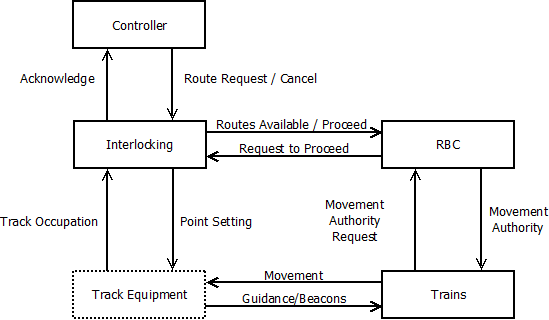 Controller
Acknowledge
Route Request / Cancel
Routes Available / Proceed
Interlocking
RBC
Request to Proceed
Track Occupation
Point Setting
Movement
Authority
Request
Movement
Authority
Movement
Track Equipment
Trains
Guidance/Beacons